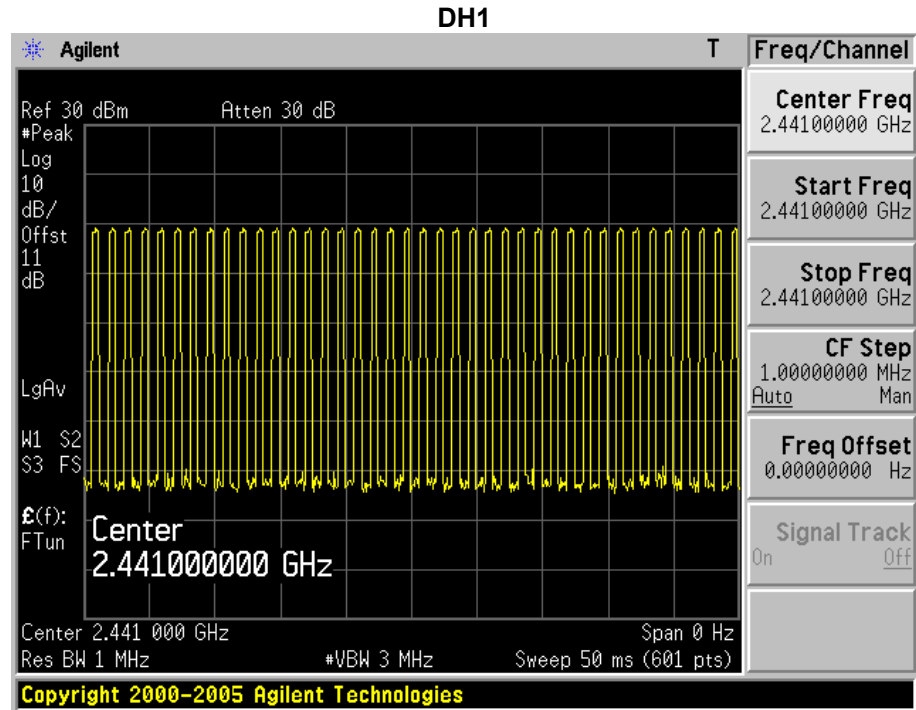 DH1
Agilent T Freq/Channel
Ref 30 dBm Atten 30 dB
#Peak
Log
10
dB/
Offst
11
dB
LgAv
W1 S2
S3 FS
£(f):
FTun
Center
2.441000000 GHz
Center 2.441 000 GHz Span 0 Hz
Res BW 1 MHz #VBW 3 MHz Sweep 50 ms (601 pts)
Center Freq
2.44100000 GHz
Start Freq
2.44100000 GHz
Stop Freq
2.44100000 GHz
CF Step
1.00000000 MHz
Auto Man
Freq Offset
0.00000000 Hz
Signal Track
On Off
Copyright 2000-2005 Agilent Technologies